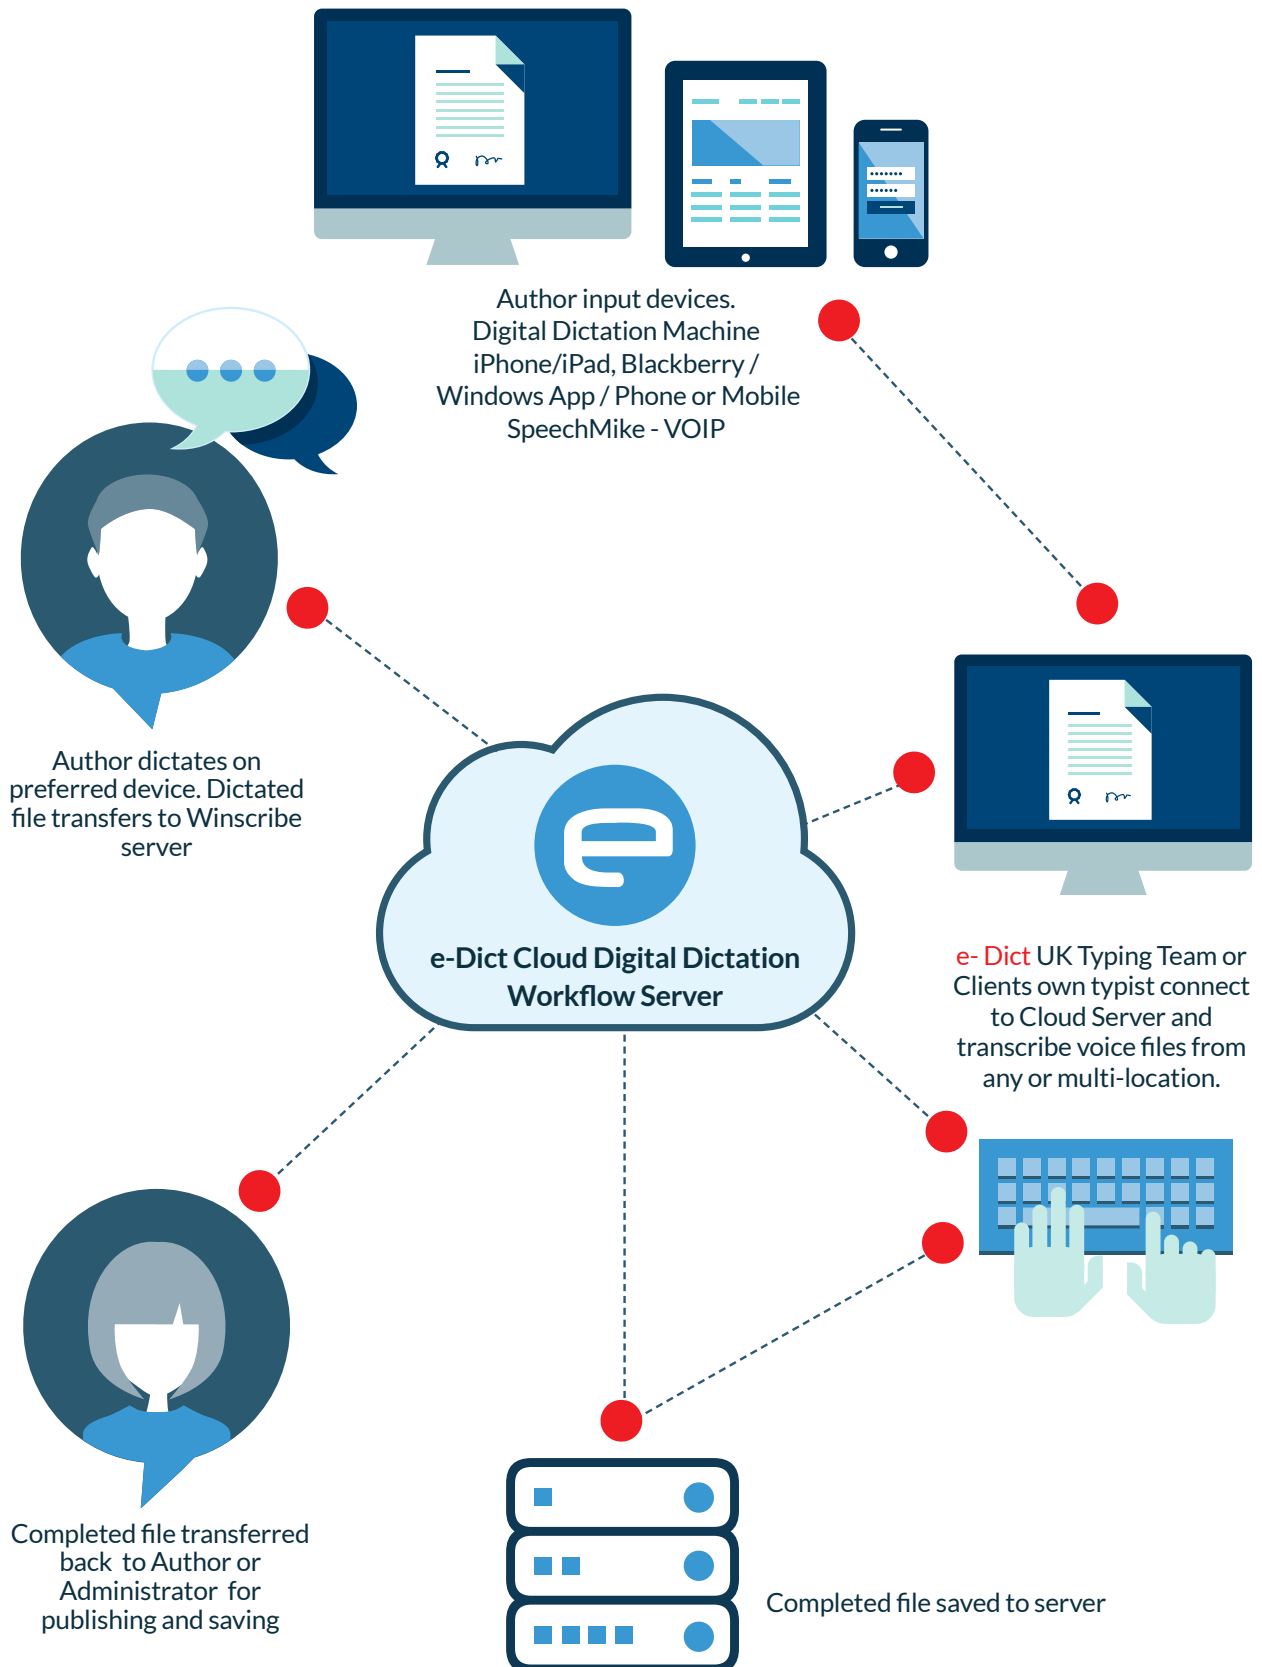 Author input devices.
Digital Dictation Machine
iPhone/iPad, Blackberry /
Windows App / Phone or Mobile
SpeechMike - VOIP
Author dictates on
preferred device. Dictated
file transfers to Winscribe
server
e
e-Dict Cloud Digital Dictation
Workflow Server
e- Dict UK Typing Team or
Clients own typist connect
to Cloud Server and
transcribe voice files from
any or multi-location.
Completed file transferred
back to Author or
Administrator for
publishing and saving
Completed file saved to server